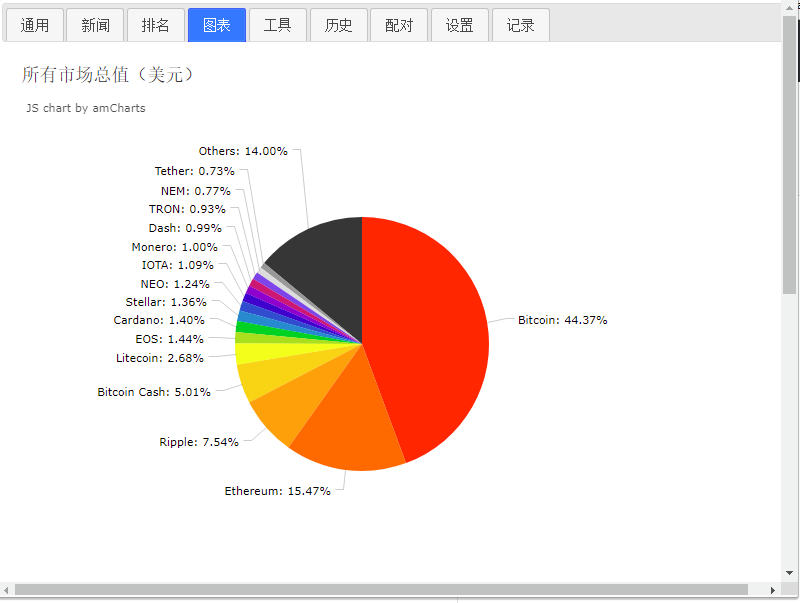 通用 新闻 排名 图表 工具 历史 配对 设置 记录
所有市场总值（美元）
JS chart by amCharts
Others: 14.00%
Tether: 0.73%
NEM: 0.77%
TRON: 0.93%
Dash: 0.99%
Monero: 1.00%
IOTA: 1.09%
NEO: 1.24%
Stellar: 1.36%
Cardano: 1.40%
EOS: 1.44%
Litecoin: 2.68%
Bitcoin Cash: 5.01%
Ripple: 7.54%
Ethereum: 15.47%
Bitcoin: 44.37%